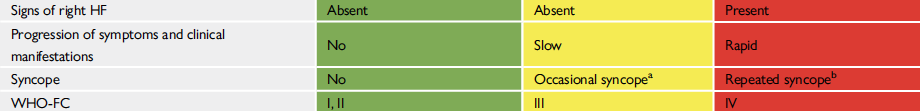 Signs of right HF Absent Absent Present
Progression of symptoms and clinical
manifestations No Slow Rapid
Syncope No Occasional syncopeᵃ Repeated syncopeᵇ
WHO-FC I, II III IV